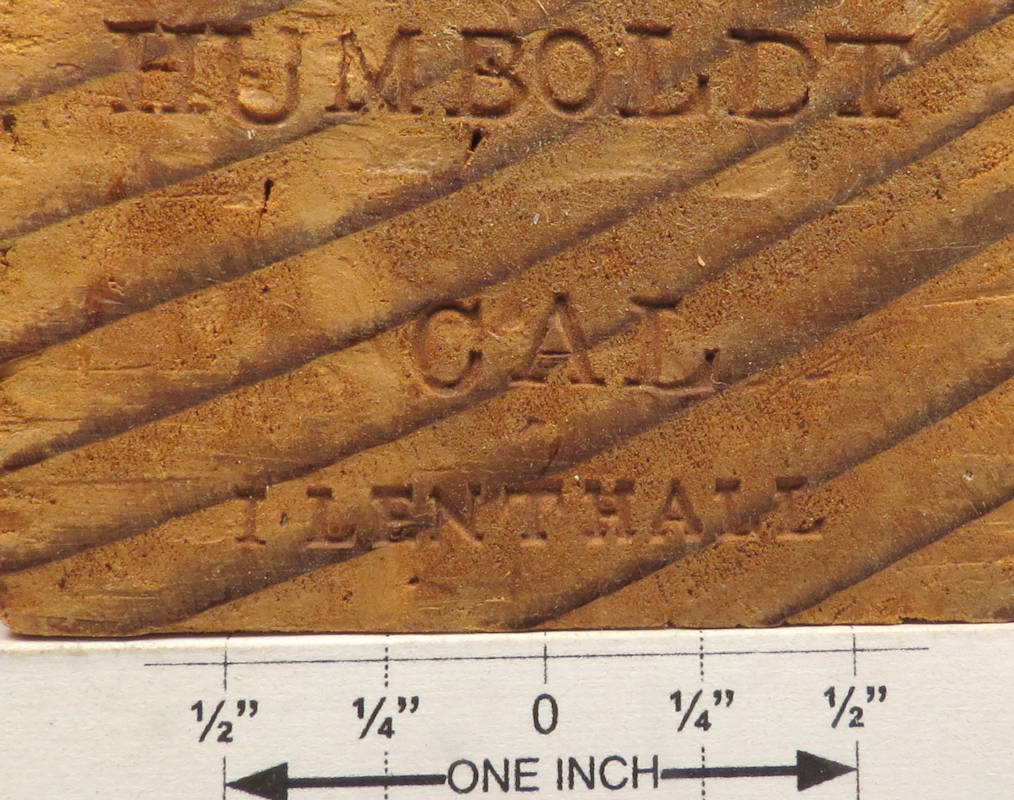 HUMBOLDT
CAL
I LENTHALL
½” ¼” 0 ¼” ½”
ONE INCH